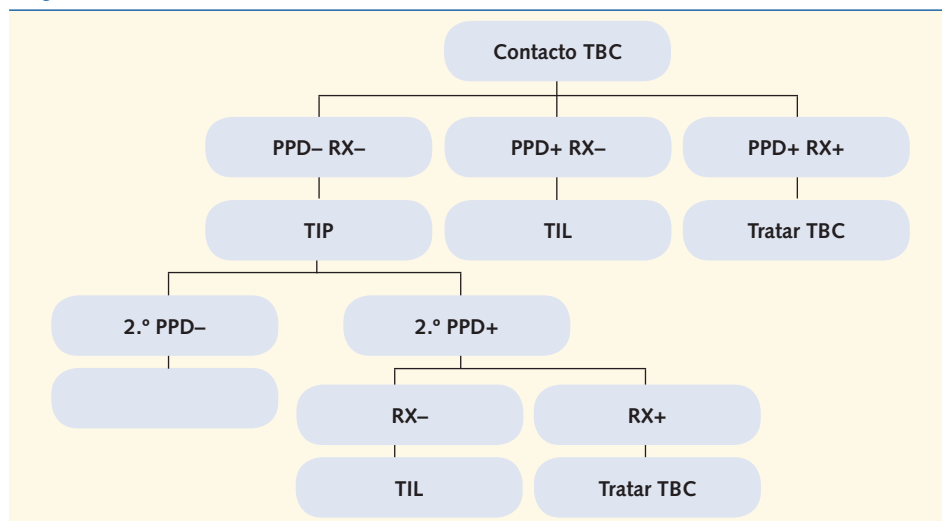 Contacto TBC
PPD– RX–
PPD+ RX–
PPD+ RX+
TIP
TIL
Tratar TBC
2.º PPD–
2.º PPD+
RX–
RX+
TIL
Tratar TBC